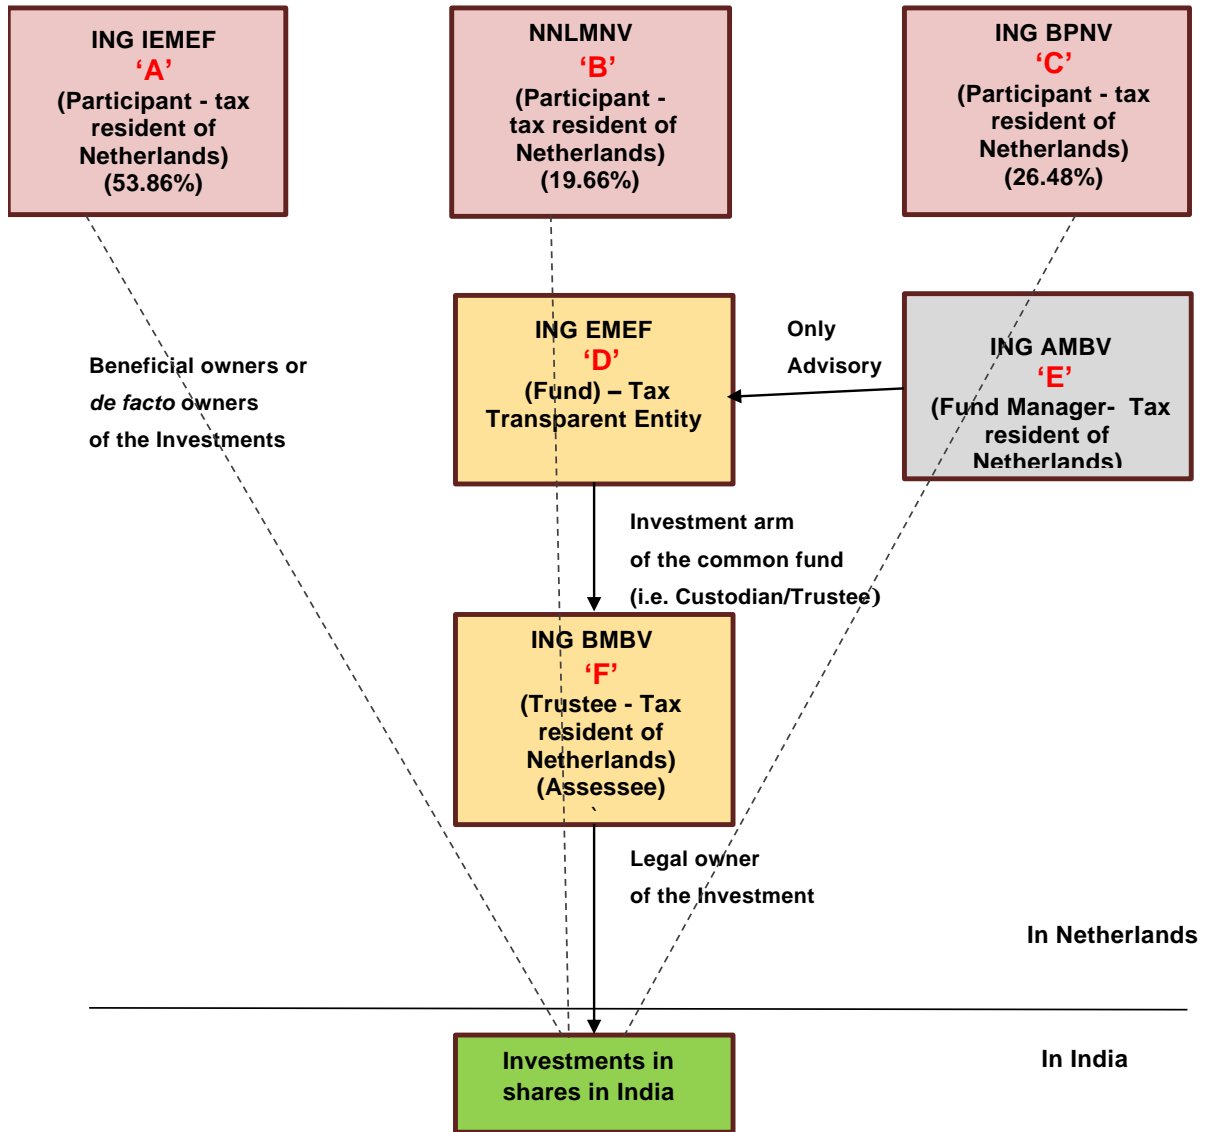 ING IEMEF
‘A’
(Participant - tax
resident of
Netherlands)
(53.86%)
NNLMNV
‘B’
(Participant -
tax resident of
Netherlands)
(19.66%)
ING BPNV
‘C’
(Participant - tax
resident of
Netherlands)
(26.48%)
Beneficial owners or
de facto owners
of the Investments
ING EMEF
‘D’
(Fund) – Tax
Transparent Entity
Only
Advisory
ING AMBV
‘E’
(Fund Manager- Tax
resident of
Netherlands)
Investment arm
of the common fund
(i.e. Custodian/Trustee)
ING BMBV
‘F’
(Trustee - Tax
resident of
Netherlands)
(Assessee)
Legal owner
of the Investment
In Netherlands
In India
Investments in
shares in India